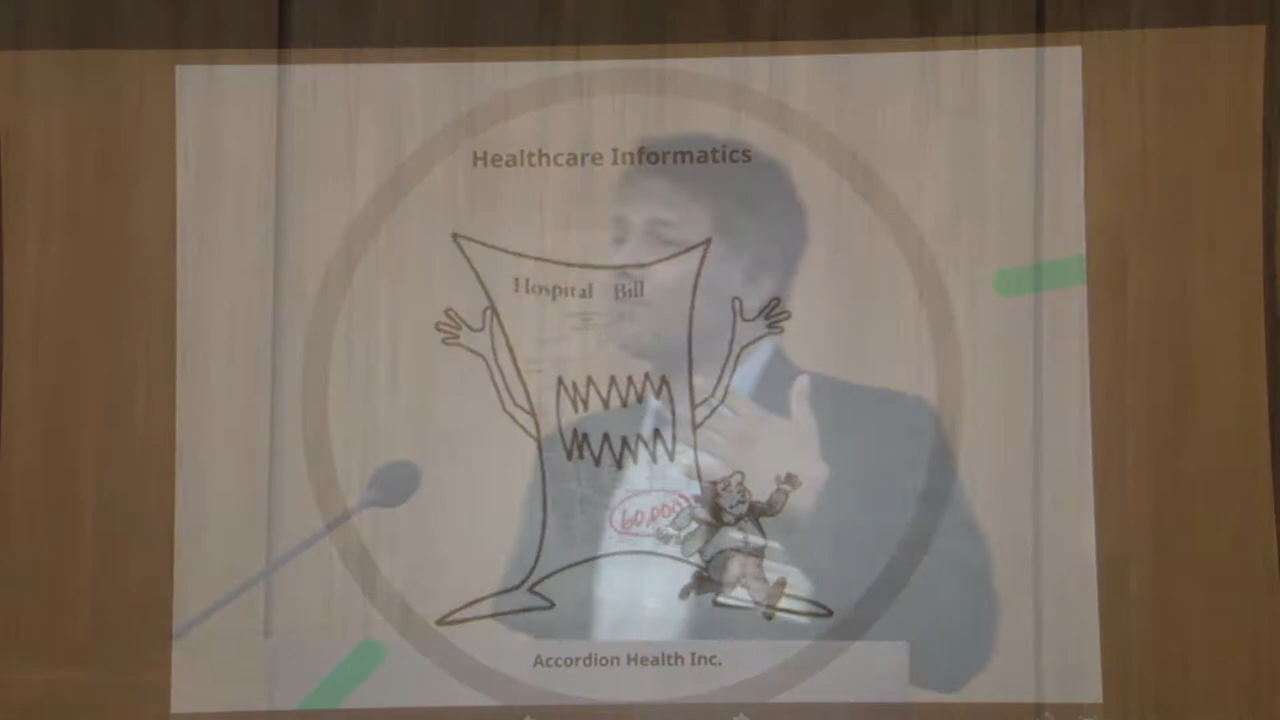 Healthcare Informatics
Hospital Bill
60,000
Accordion Health Inc.